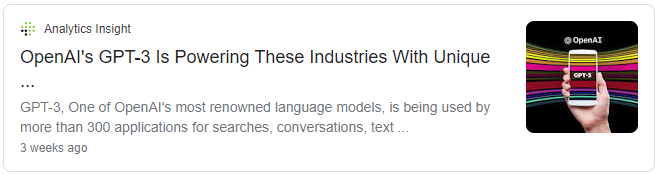 Analytics Insight
OpenAI's GPT-3 Is Powering These Industries With Unique
...
GPT-3, One of OpenAI's most renowned language models, is being used by
more than 300 applications for searches, conversations, text ...
3 weeks ago
OpenAI
GPT-3